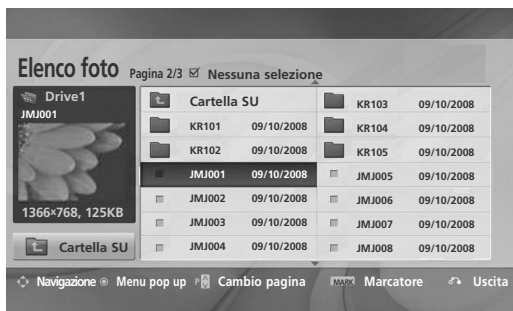 Elenco foto Pagina 2/3 Nessuna selezione
Drive1
JMJ001
1366×768, 125KB
Cartella SU
Cartella SU
KR101 09/10/2008
KR102 09/10/2008
JMJ001 09/10/2008
JMJ002 09/10/2008
JMJ003 09/10/2008
JMJ004 09/10/2008
KR103 09/10/2008
KR104 09/10/2008
KR105 09/10/2008
JMJ005 09/10/2008
JMJ006 09/10/2008
JMJ007 09/10/2008
JMJ008 09/10/2008
Navigazione Menu pop up P Cambio pagina MARK Marcatore Uscita